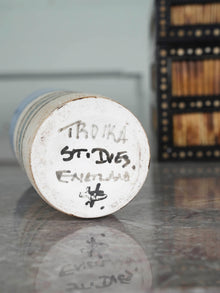 TROIKA
ST. IVES.
ENGLAND